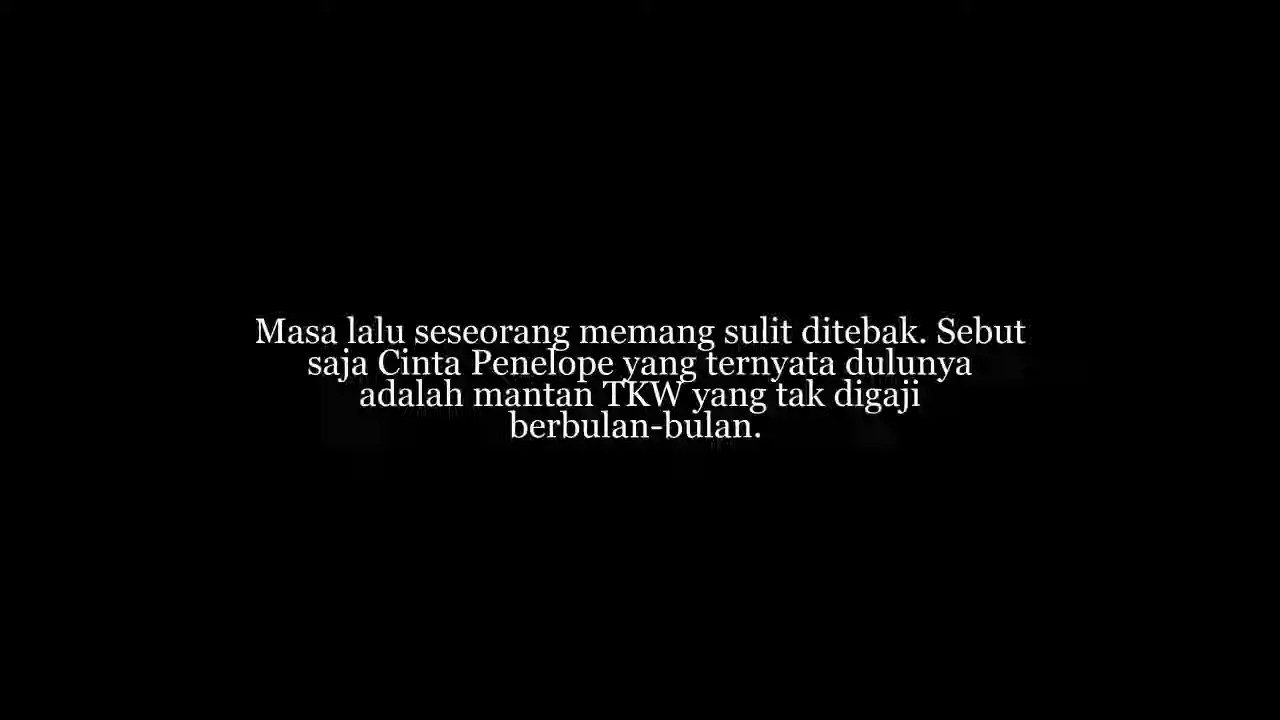 Masa lalu seseorang memang sulit ditebak. Sebut
saja Cinta Penelope yang ternyata dulunya
adalah mantan TKW yang tak digaji
berbulan-bulan.